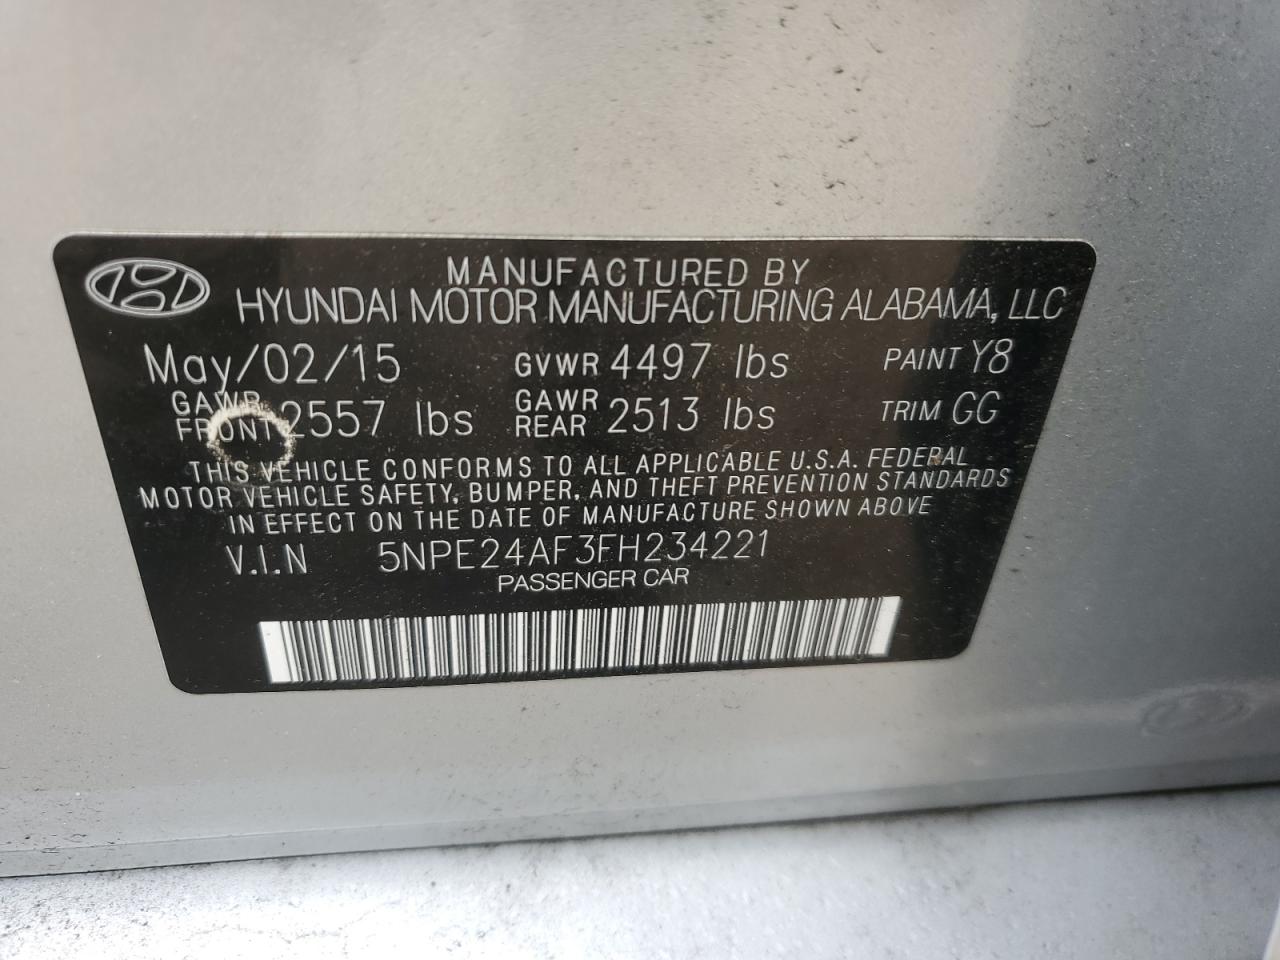 MANUFACTURED BY
HYUNDAI MOTOR MANUFACTURING ALABAMA, LLC
May/02/15 GVWR 4497 lbs PAINT Y8
GAWR FRONT 2557 lbs GAWR REAR 2513 lbs TRIM GG
THIS VEHICLE CONFORMS TO ALL APPLICABLE U.S.A. FEDERAL
MOTOR VEHICLE SAFETY, BUMPER, AND THEFT PREVENTION STANDARDS
IN EFFECT ON THE DATE OF MANUFACTURE SHOWN ABOVE
V.I.N 5NPE24AF3FH234221
PASSENGER CAR